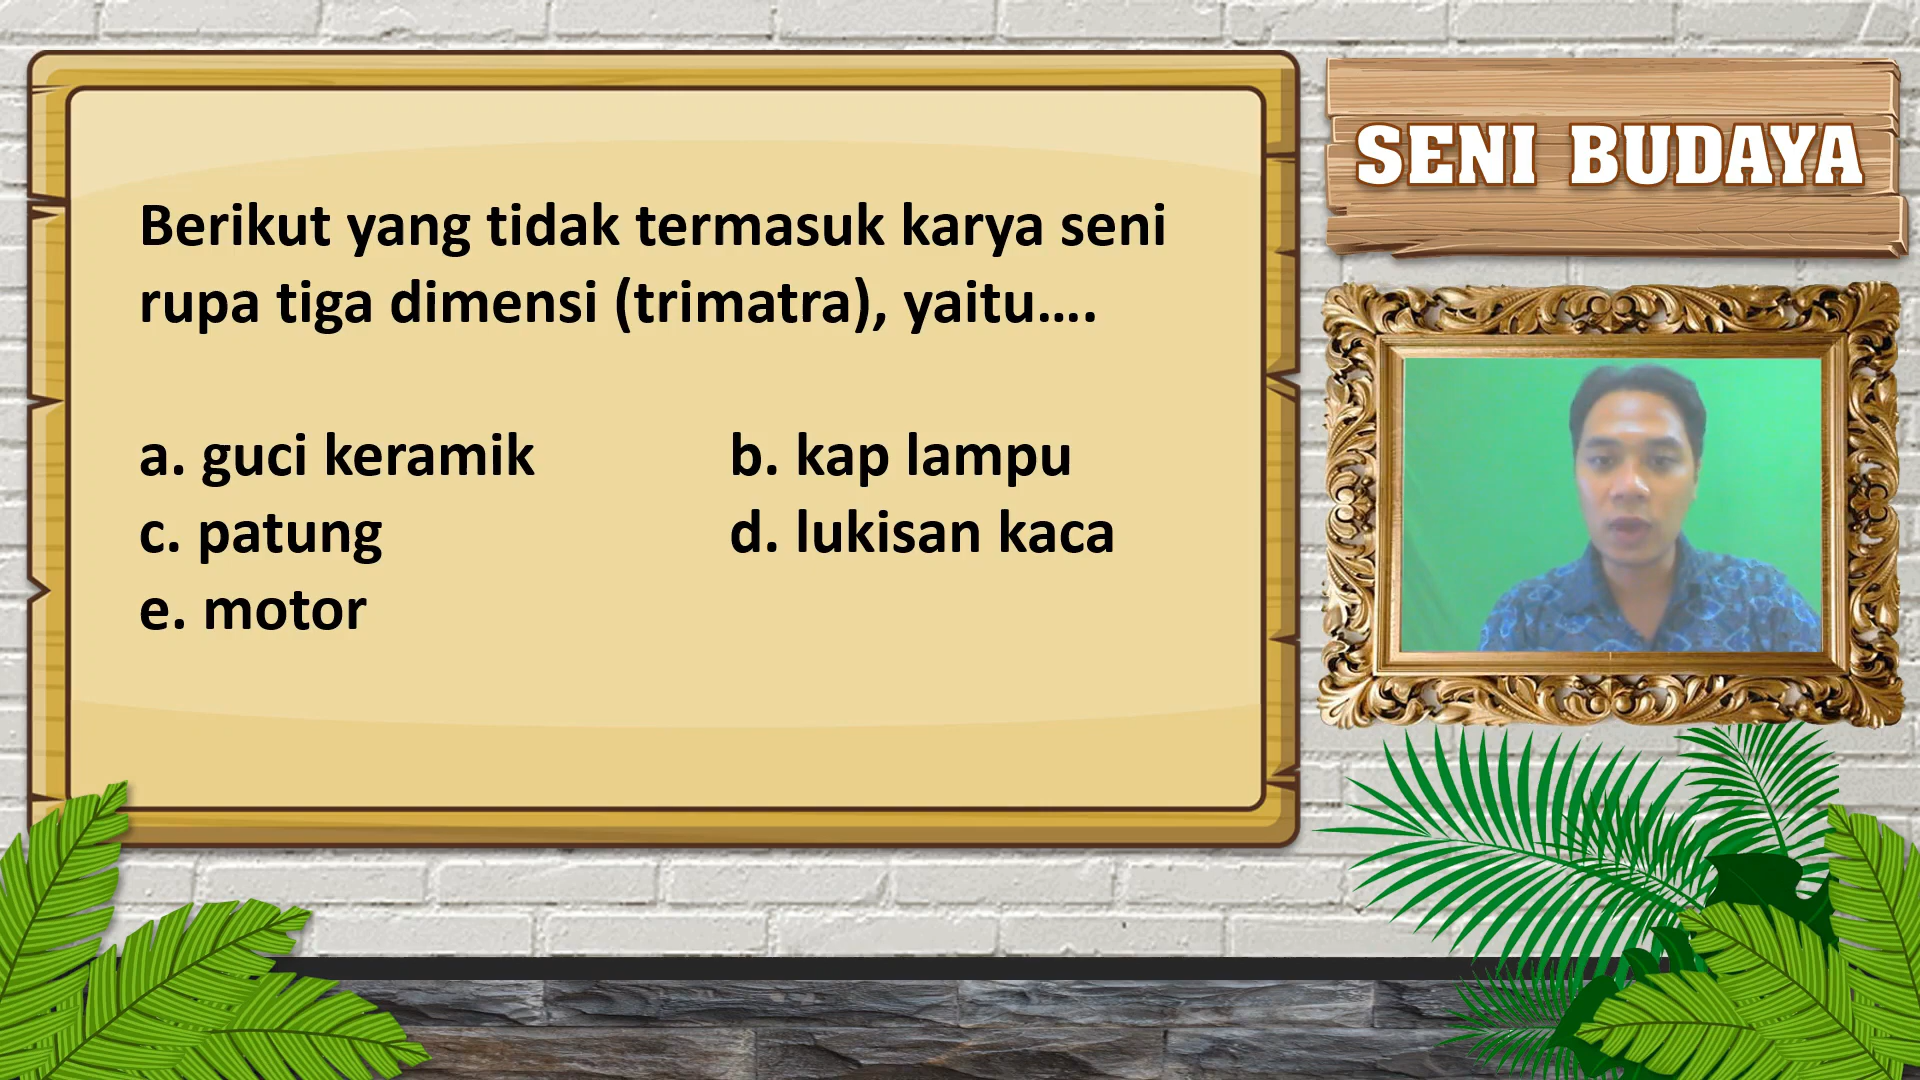 SENI BUDAYA
Berikut yang tidak termasuk karya seni
rupa tiga dimensi (trimatra), yaitu....
a. guci keramik b. kap lampu
c. patung d. lukisan kaca
e. motor